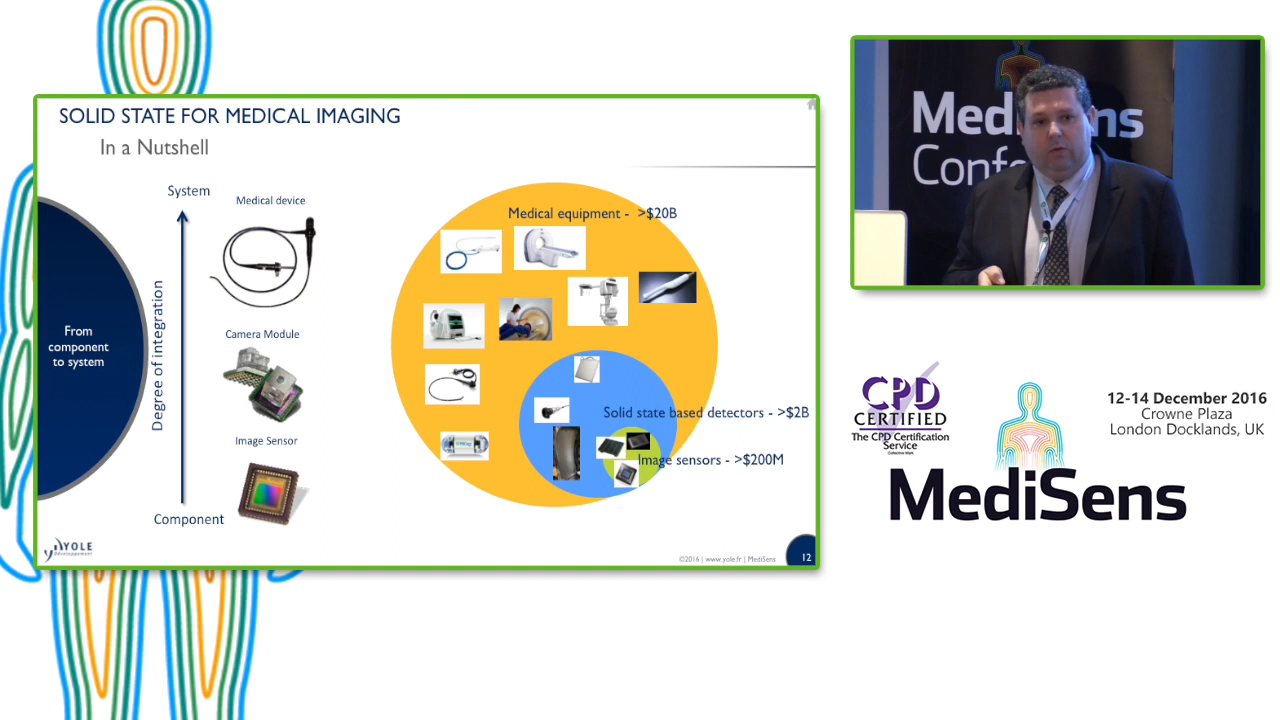 SOLID STATE FOR MEDICAL IMAGING
In a Nutshell
From
component
to system
System
Degree of integration
Medical device
Camera Module
Image Sensor
Component
Medical equipment - >$20B
Solid state based detectors - >$2B
Image sensors - >$200M
YOLE
Développement
©2016 | www.yole.fr | MediSens
12
CPD
CERTIFIED
The CPD Certification
Service
Collective Mark
12-14 December 2016
Crowne Plaza
London Docklands, UK
MediSens